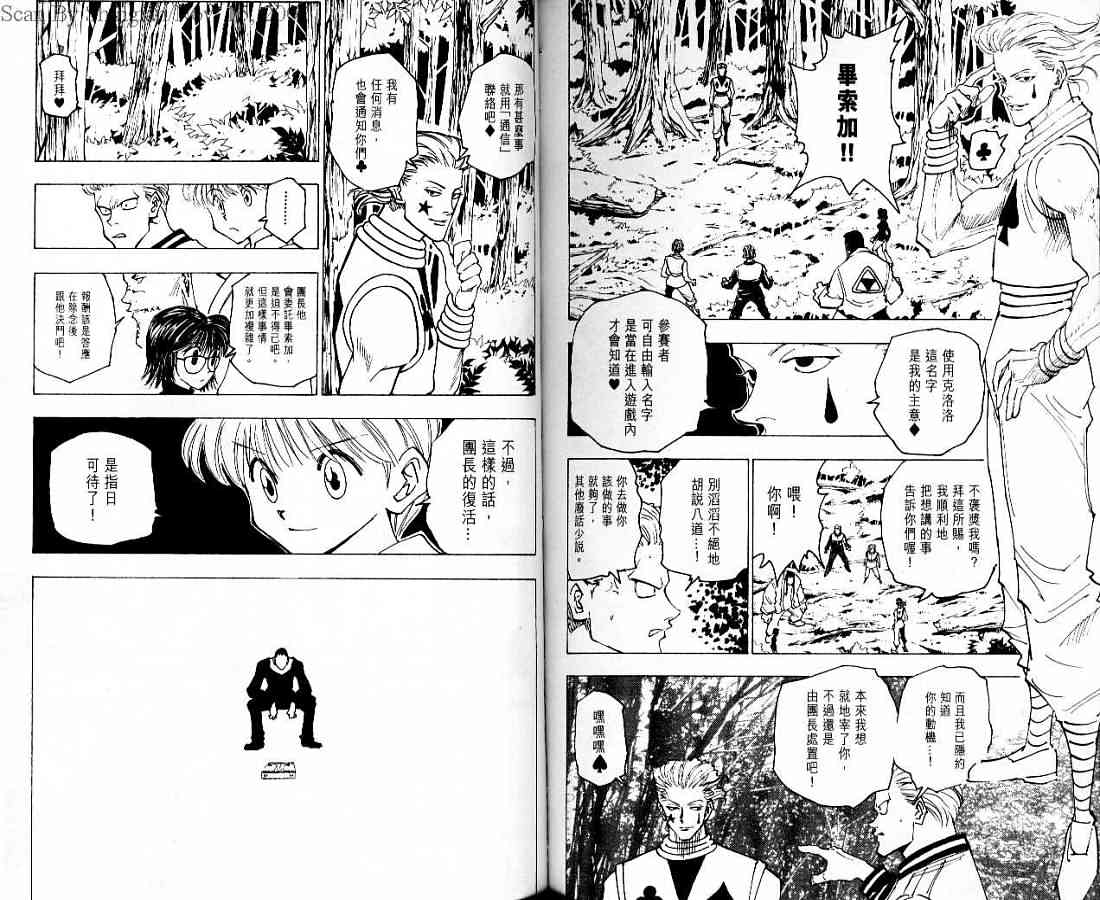 畢索加!!
使用克洛洛
這名字
是我的主意♠
參賽者
可自由輸入名字
是當在進入遊戲內
才會知道♥
不褒獎我嗎?
拜這所賜,
我順利地
把想講的事
告訴你們喔!
喂!
你啊!
別滔滔不絕地
胡說八道…!
你去做你
該做的事
就夠了,
其他廢話少說。
而且我已隱約
知道
你的動機…!
本來我想
就地宰了你,
不過還是
由團長處置吧!
嘿嘿嘿♠
那有甚麼事
就用「通信」
聯絡吧♦
我有
任何消息,
也會通知你們♣
拜拜♥
………
團長他
會委託畢索加,
是迫不得已吧。
但這樣事情
就更加複雜了。
報酬該是答應
在除念後
跟他決鬥吧!
不過,
這樣的話,
團長的復活…
是指日
可待了!